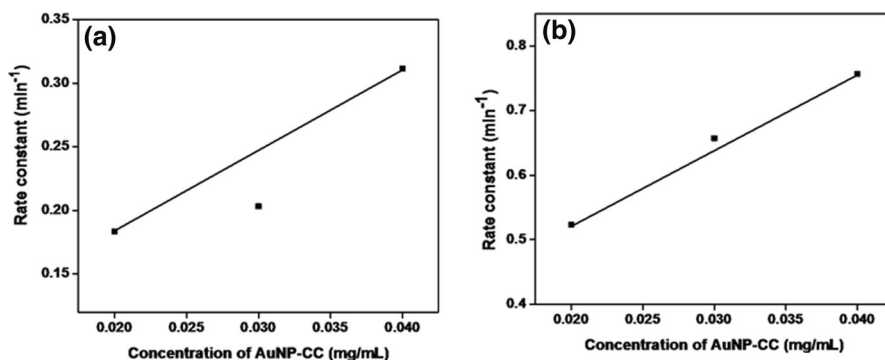 (a)
Rate constant (min-1)
0.35
0.30
0.25
0.20
0.15
0.020 0.025 0.030 0.035 0.040
Concentration of AuNP-CC (mg/mL)
(b)
Rate constant (min-1)
0.8
0.7
0.6
0.5
0.4
0.020 0.025 0.030 0.035 0.040
Concentration of AuNP-CC (mg/mL)